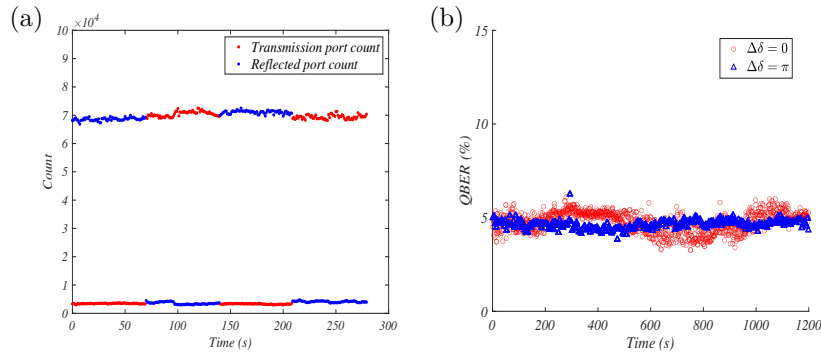 (a)
×10⁴
10
9
8
7
6
5
4
3
2
1
0
Count
0 50 100 150 200 250 300
Time (s)
Transmission port count
Reflected port count
(b)
15
10
5
0
QBER (%)
0 200 400 600 800 1000 1200
Time (s)
Δδ = 0
Δδ = π